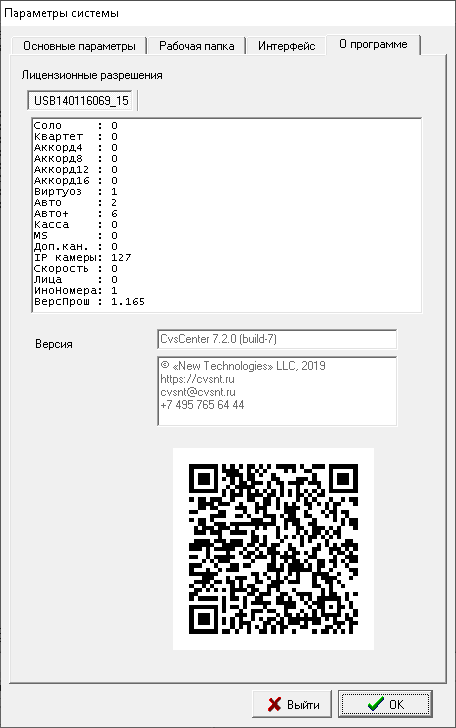 Параметры системы
Основные параметры Рабочая папка Интерфейс О программе
Лицензионные разрешения
USB140116069_15
Соло : 0
Квартет : 0
Аккорд4 : 0
Аккорд8 : 0
Аккорд12 : 0
Аккорд16 : 0
Виртуоз : 1
Авто : 2
Авто+ : 6
Касса : 0
MS : 0
Доп.кан. : 0
IP камеры: 127
Скорость : 0
Лица : 0
ИноНомера: 1
ВерсПрош : 1.165
Версия
CvsCenter 7.2.0 (build-7)
© «New Technologies» LLC, 2019
https://cvsnt.ru
cvsnt@cvsnt.ru
+7 495 765 64 44
Выйти OK